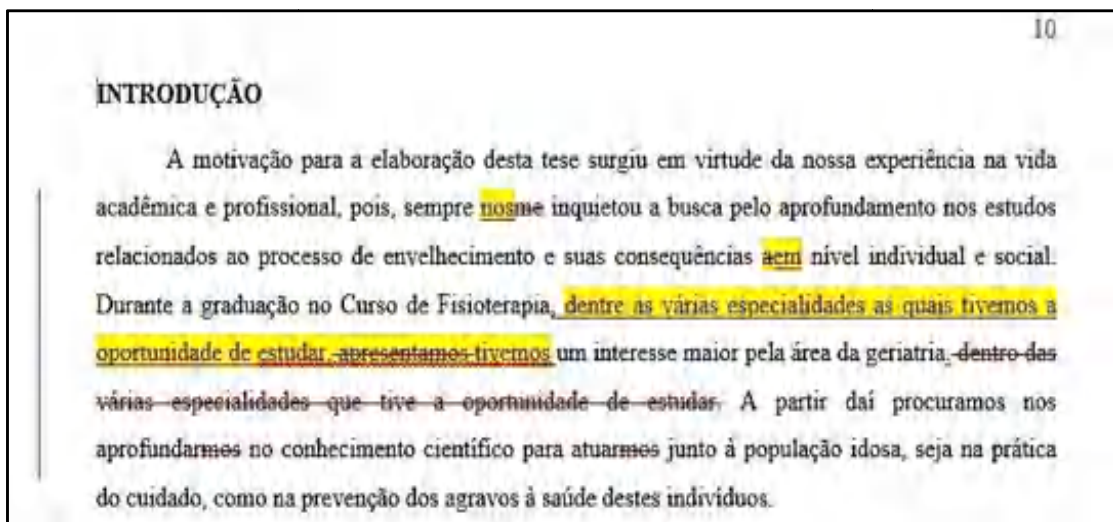 10
INTRODUÇÃO
A motivação para a elaboração desta tese surgiu em virtude da nossa experiência na vida
acadêmica e profissional, pois, sempre nosme inquietou a busca pelo aprofundamento nos estudos
relacionados ao processo de envelhecimento e suas consequências aem nível individual e social.
Durante a graduação no Curso de Fisioterapia, dentre as várias especialidades as quais tivemos a
oportunidade de estudar, apresentamos tivemos um interesse maior pela área da geriatria, dentro das
várias especialidades que tive a oportunidade de estudar. A partir daí procuramos nos
aprofundarmos no conhecimento científico para atuarmos junto à população idosa, seja na prática
do cuidado, como na prevenção dos agravos à saúde destes indivíduos.